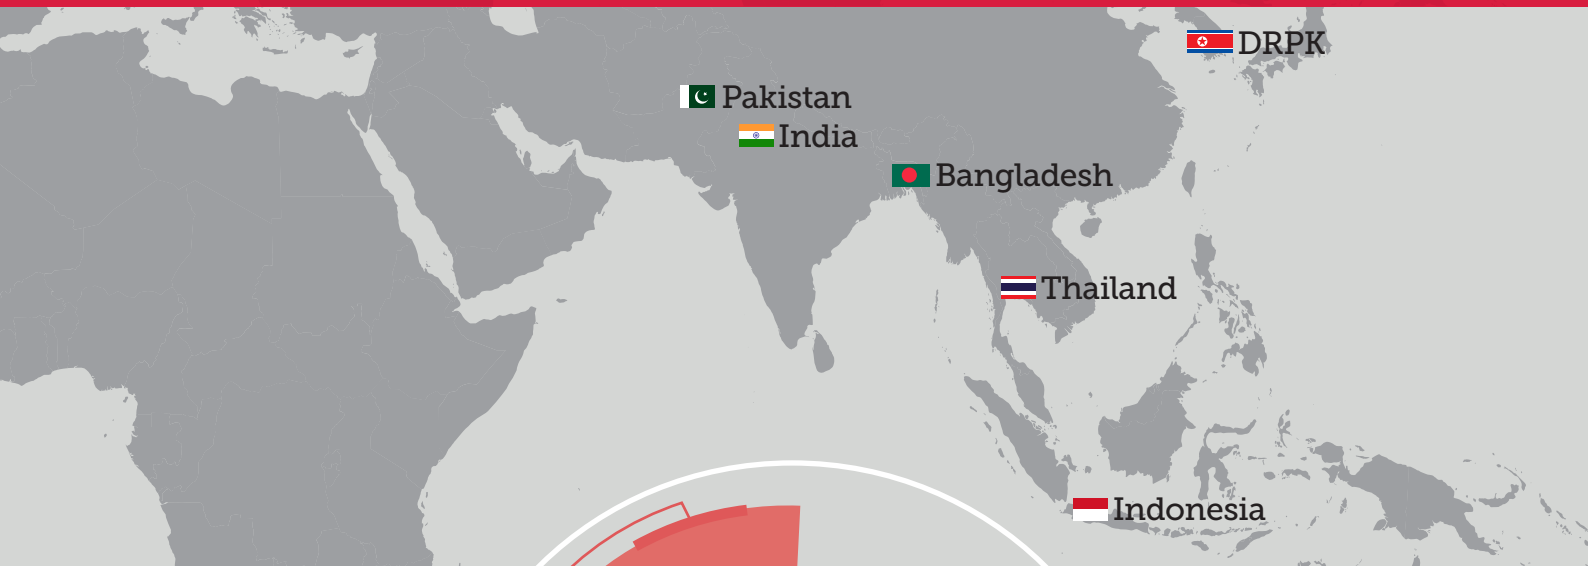 DRPK
Pakistan
India
Bangladesh
Thailand
Indonesia